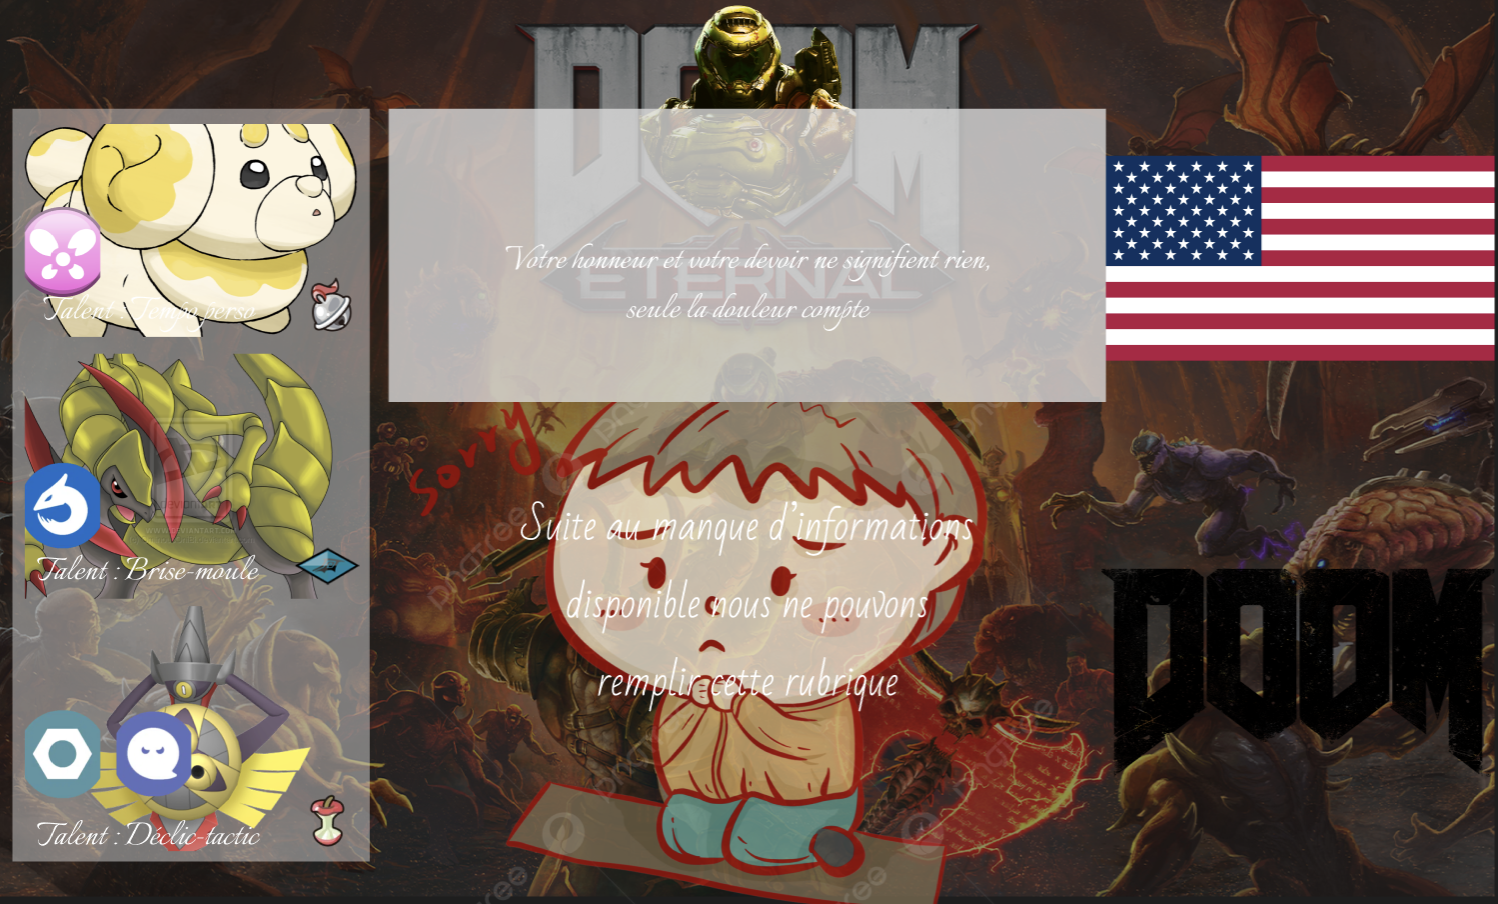 DOOM
ETERNAL
Talent : Tempo perso
Votre honneur et votre devoir ne signifient rien,
seule la douleur compte
Talent : Brise-moule
sorry
Suite au manque d'informations
disponible nous ne pouvons
remplir cette rubrique
DOOM
Talent : Déclic-tactic
pngtree